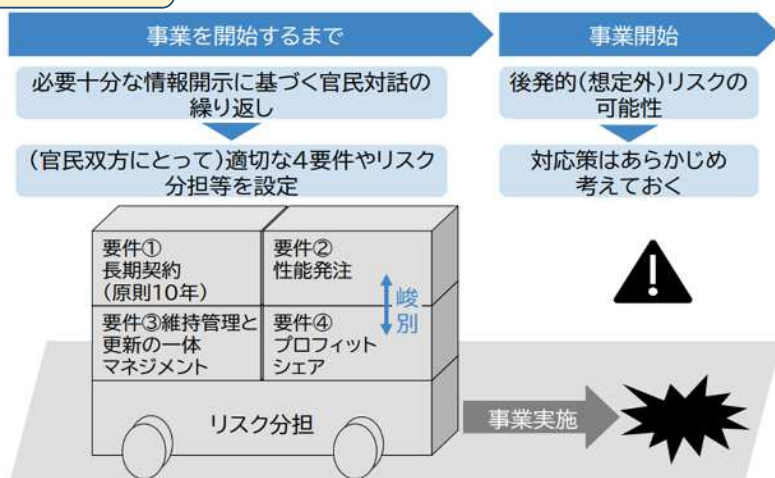 事業を開始するまで
事業開始
必要十分な情報開示に基づく官民対話の
繰り返し
後発的(想定外)リスクの
可能性
(官民双方にとって)適切な4要件やリスク
分担等を設定
対応策はあらかじめ
考えておく
要件①
長期契約
(原則10年)
要件②
性能発注
峻
別
要件③維持管理と
更新の一体
マネジメント
要件④
プロフィット
シェア
リスク分担
事業実施